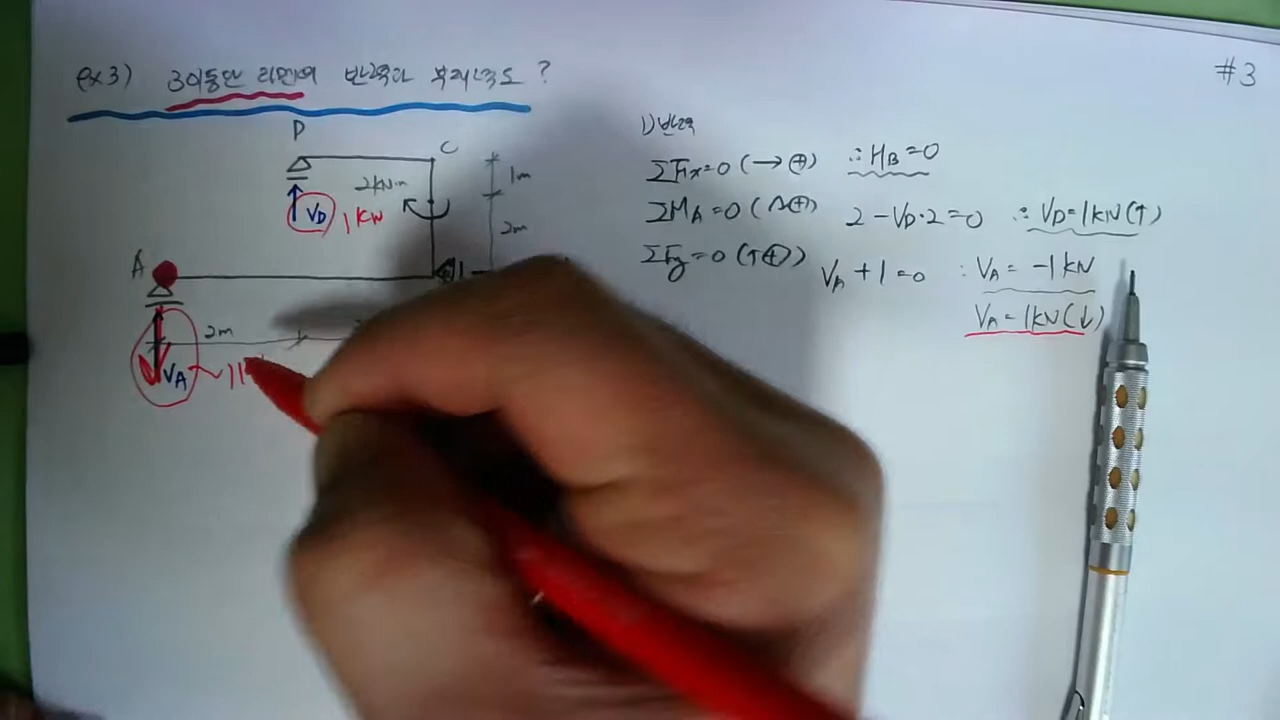 ex3) 3이동단 라멘의 반력과 부재력도?
#3
D
C
2kN·m
1m
VD 1KN
2m
A
2m
VA 1
1) 반력
ΣFx=0 (→⊕) ∴ HB=0
ΣMA=0 (⊕) 2-VD·2=0 ∴ VD=1kN(↑)
ΣFy=0 (↑⊕) VA+1=0 ∴ VA=-1kN
VA=1kN(↓)